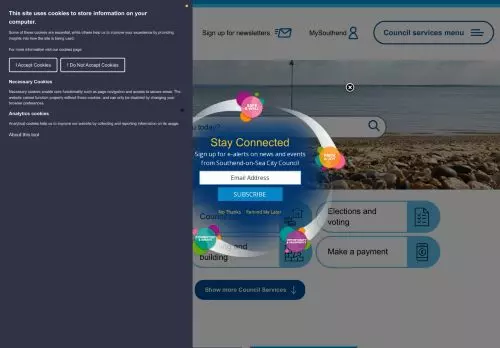 This site uses cookies to store information on your
computer.
Some of these cookies are essential, while others help us to improve your experience by providing
insights into how the site is being used.
For more information visit our cookies page
I Accept Cookies
I Do Not Accept Cookies
Necessary Cookies
Necessary cookies enable core functionality such as page navigation and access to secure areas. The
website cannot function properly without these cookies, and can only be disabled by changing your
browser preferences.
Analytics cookies
Analytical cookies help us to improve our website by collecting and reporting information on its usage.
About this tool
Sign up for newsletters
MySouthend
Council services menu
today?
Stay Connected
Sign up for e-alerts on news and events
from Southend-on-Sea City Council
Email Address
SUBSCRIBE
No Thanks
Remind Me Later
Council
Elections and
voting
and
building
Make a payment
Show more Council Services